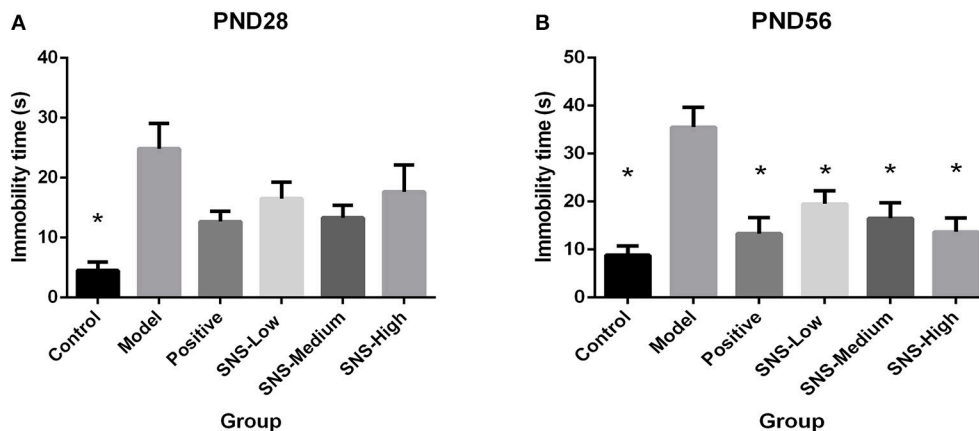 A
PND28
Immobility time (s)
40
30
20
10
0
*
Control
Model
Positive
SNS-Low
SNS-Medium
SNS-High
Group
B
PND56
Immobility time (s)
50
40
30
20
10
0
*
*
*
*
*
Control
Model
Positive
SNS-Low
SNS-Medium
SNS-High
Group